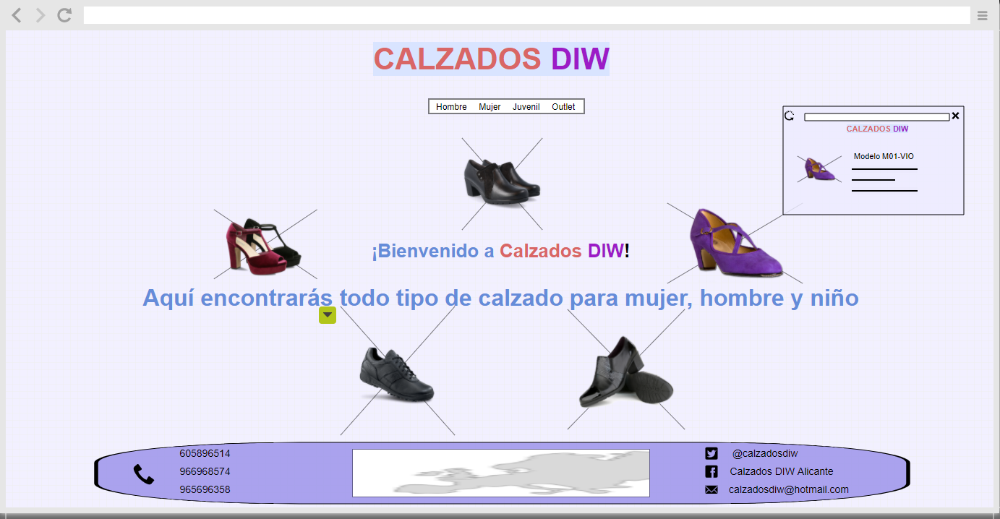 CALZADOS DIW
Hombre Mujer Juvenil Outlet
CALZADOS DIW
Modelo M01-VIO
¡Bienvenido a Calzados DIW!
Aquí encontrarás todo tipo de calzado para mujer, hombre y niño
605896514
966968574
965696358
@calzadosdiw
Calzados DIW Alicante
calzadosdiw@hotmail.com